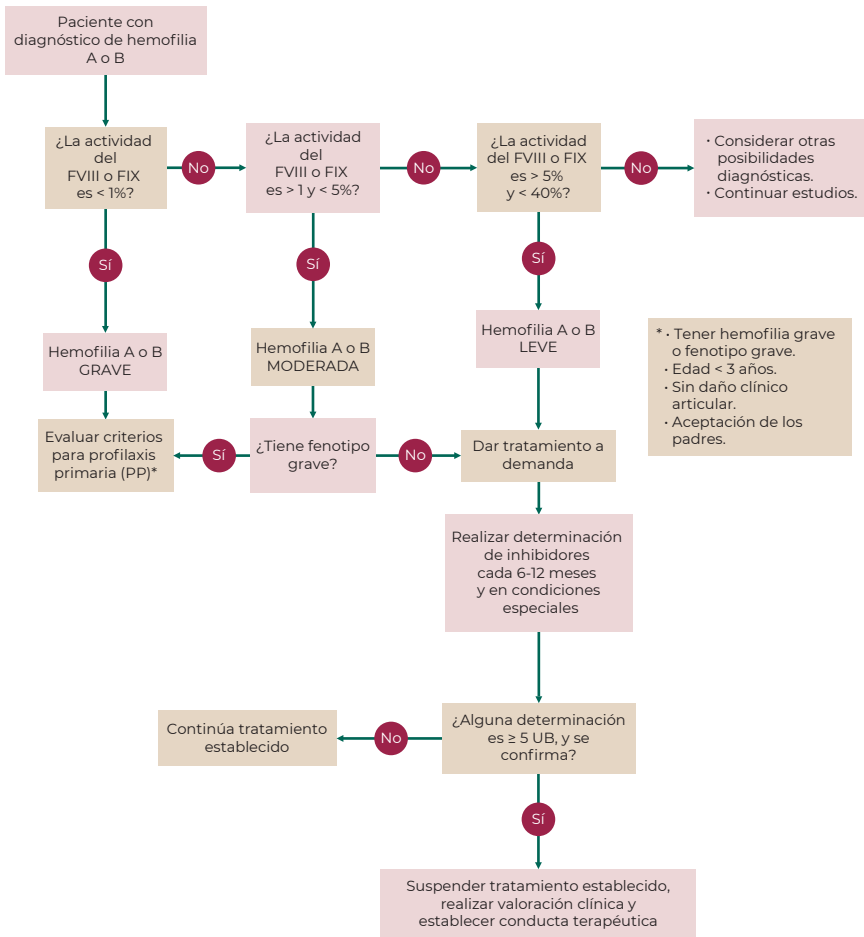 Paciente con
diagnóstico de hemofilia
A o B
¿La actividad
del
FVIII o FIX
es < 1%?
No
¿La actividad
del
FVIII o FIX
es > 1 y < 5%?
No
¿La actividad
del FVIII o FIX
es > 5%
y < 40%?
No
· Considerar otras
posibilidades
diagnósticas.
· Continuar estudios.
Sí
Sí
Sí
Hemofilia A o B
GRAVE
Hemofilia A o B
MODERADA
Hemofilia A o B
LEVE
* · Tener hemofilia grave
o fenotipo grave.
· Edad < 3 años.
· Sin daño clínico
articular.
· Aceptación de los
padres.
Evaluar criterios
para profilaxis
primaria (PP)*
Sí
¿Tiene fenotipo
grave?
No
Dar tratamiento a
demanda
Realizar determinación
de inhibidores
cada 6-12 meses
y en condiciones
especiales
Continúa tratamiento
establecido
No
¿Alguna determinación
es ≥ 5 UB, y se
confirma?
Sí
Suspender tratamiento establecido,
realizar valoración clínica y
establecer conducta terapéutica